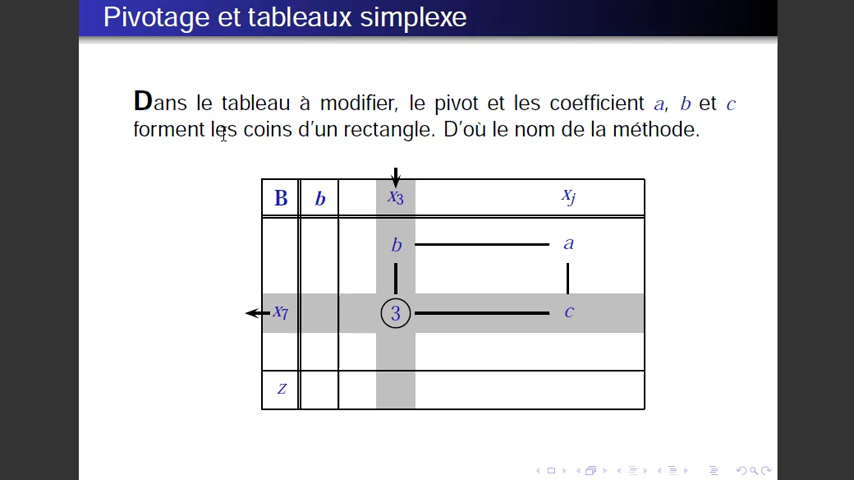 Pivotage et tableaux simplexe
Dans le tableau à modifier, le pivot et les coefficient a, b et c
forment les coins d'un rectangle. D'où le nom de la méthode.
B b x3 xj
b a
x7 3 c
z